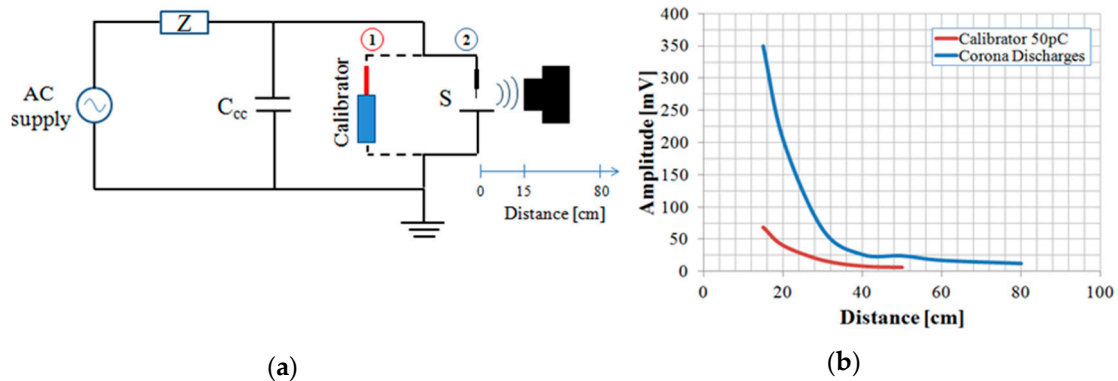 AC
supply
Z
C_cc
Calibrator
1
2
S
0
15
80
Distance [cm]
(a)
Amplitude [mV]
400
350
300
250
200
150
100
50
0
Calibrator 50pC
Corona Discharges
0
20
40
60
80
100
Distance [cm]
(b)